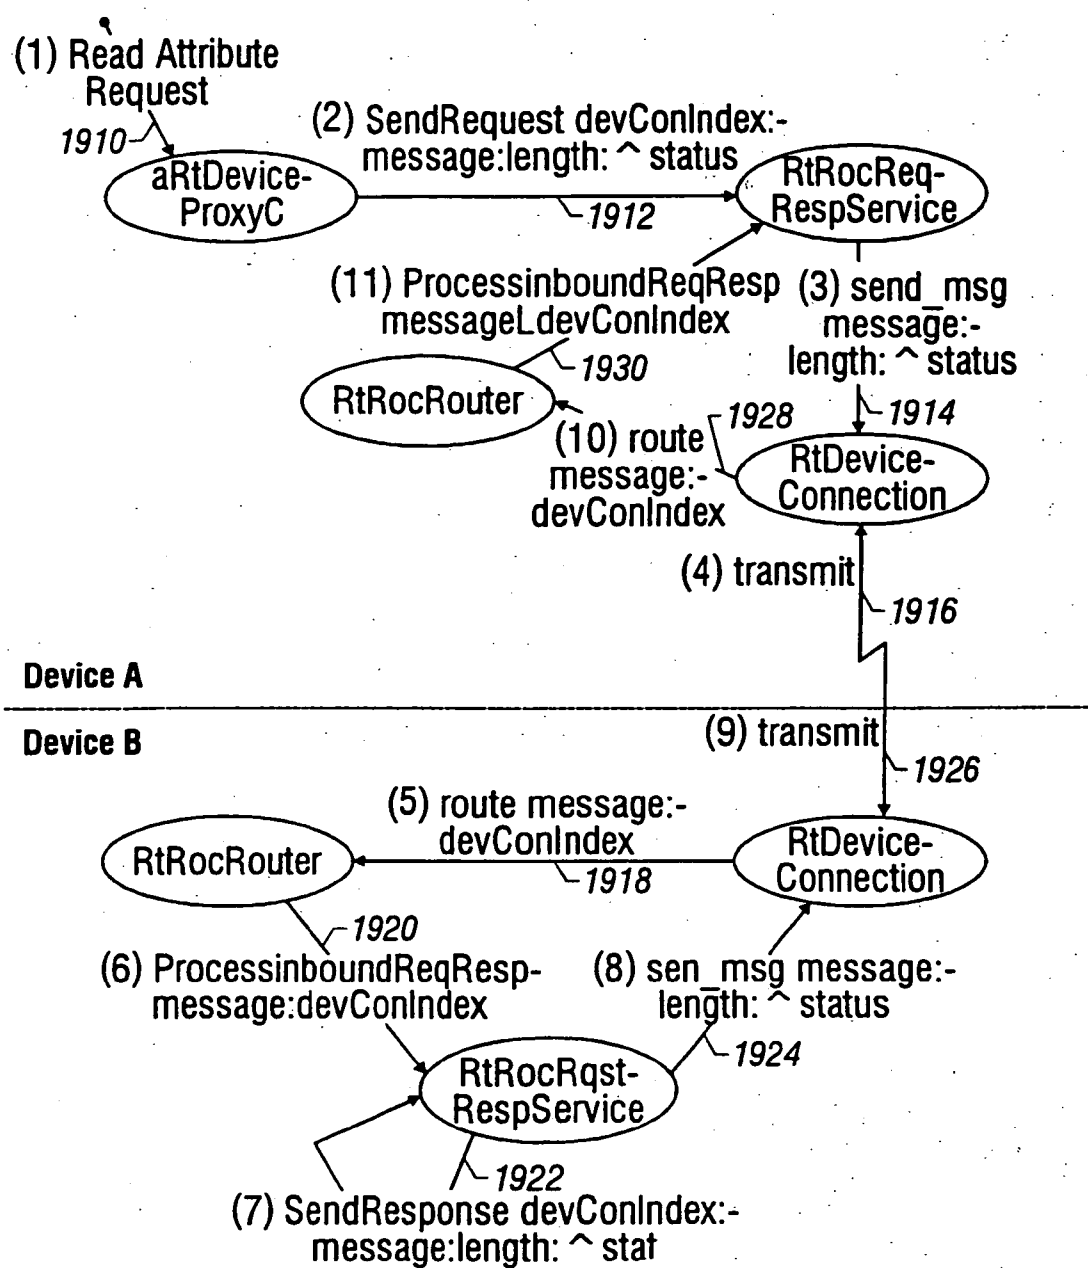 (1) Read Attribute
Request
1910
(2) SendRequest devConIndex:-
message:length: ^ status
aRtDevice-
ProxyC
1912
RtRocReq-
RespService
(11) ProcessinboundReqResp
messageLdevConIndex
(3) send_msg
message:-
length: ^ status
1930
RtRocRouter
1914
1928
(10) route
message:-
devConIndex
RtDevice-
Connection
(4) transmit
1916
Device A
Device B
(9) transmit
1926
(5) route message:-
devConIndex
RtRocRouter
1918
RtDevice-
Connection
1920
(6) ProcessinboundReqResp-
message:devConIndex
(8) sen_msg message:-
length: ^ status
1924
RtRocRqst-
RespService
1922
(7) SendResponse devConIndex:-
message:length: ^ stat